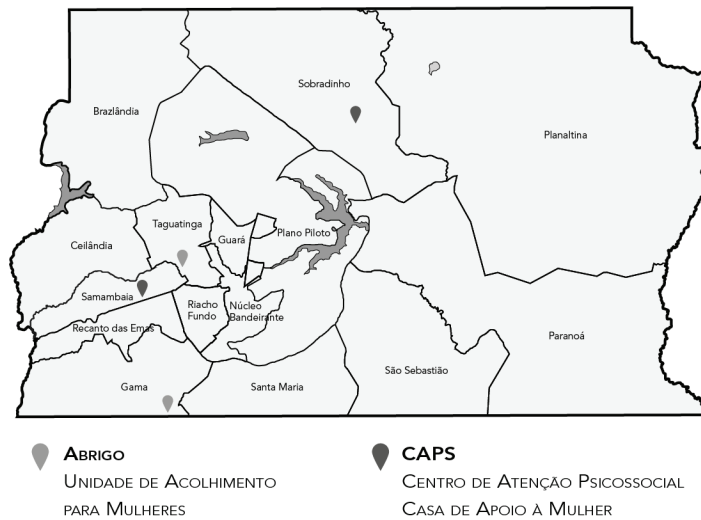 Sobradinho
Brazlândia
Planaltina
Taguatinga
Guará
Plano Piloto
Ceilândia
Samambaia
Riacho
Fundo
Núcleo
Bandeirante
Recanto das Emas
Paranoá
São Sebastião
Gama
Santa Maria
ABRIGO
UNIDADE DE ACOLHIMENTO
PARA MULHERES
CAPS
CENTRO DE ATENÇÃO PSICOSSOCIAL
CASA DE APOIO À MULHER